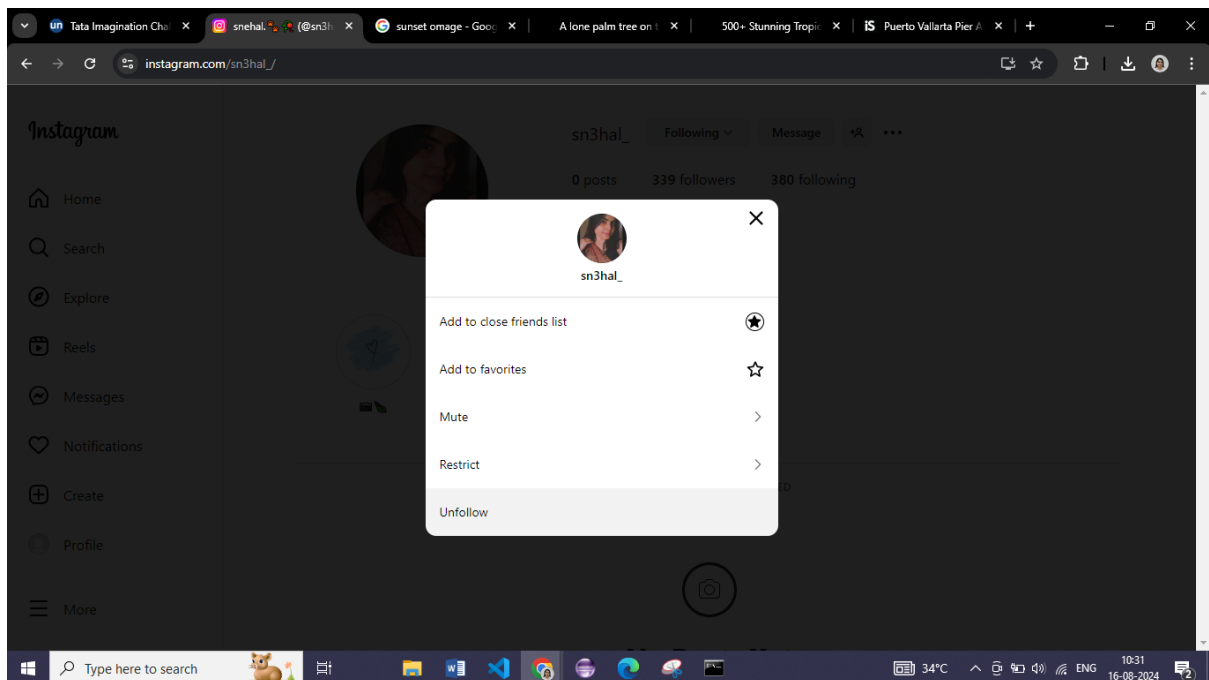 Tata Imagination Chal
snehal. (@sn3h
sunset omage - Goog
A lone palm tree on t
500+ Stunning Tropic
iS Puerto Vallarta Pier A
instagram.com/sn3hal_/
Instagram
sn3hal_ Following Message
0 posts 339 followers 380 following
Home
Search
Explore
Reels
Messages
Notifications
Create
Profile
More
sn3hal_
Add to close friends list
Add to favorites
Mute
Restrict
Unfollow
Type here to search
34°C
ENG
10:31
16-08-2024
2